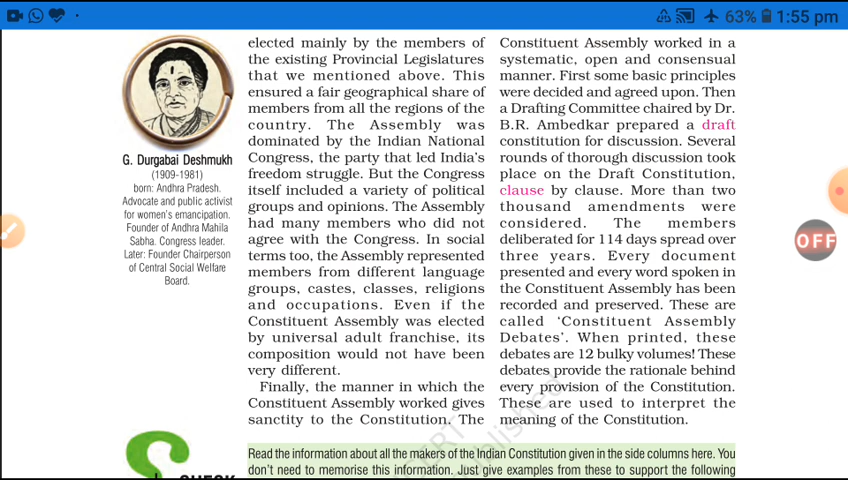 63% 1:55 pm
G. Durgabai Deshmukh
(1909-1981)
born: Andhra Pradesh.
Advocate and public activist
for women's emancipation.
Founder of Andhra Mahila
Sabha. Congress leader.
Later: Founder Chairperson
of Central Social Welfare
Board.
elected mainly by the members of
the existing Provincial Legislatures
that we mentioned above. This
ensured a fair geographical share of
members from all the regions of the
country. The Assembly was
dominated by the Indian National
Congress, the party that led India's
freedom struggle. But the Congress
itself included a variety of political
groups and opinions. The Assembly
had many members who did not
agree with the Congress. In social
terms too, the Assembly represented
members from different language
groups, castes, classes, religions
and occupations. Even if the
Constituent Assembly was elected
by universal adult franchise, its
composition would not have been
very different.
Finally, the manner in which the
Constituent Assembly worked gives
sanctity to the Constitution. The
Constituent Assembly worked in a
systematic, open and consensual
manner. First some basic principles
were decided and agreed upon. Then
a Drafting Committee chaired by Dr.
B.R. Ambedkar prepared a draft
constitution for discussion. Several
rounds of thorough discussion took
place on the Draft Constitution,
clause by clause. More than two
thousand amendments were
considered. The members
deliberated for 114 days spread over
three years. Every document
presented and every word spoken in
the Constituent Assembly has been
recorded and preserved. These are
called 'Constituent Assembly
Debates'. When printed, these
debates are 12 bulky volumes! These
debates provide the rationale behind
every provision of the Constitution.
These are used to interpret the
meaning of the Constitution.
OFF
CHECK
Read the information about all the makers of the Indian Constitution given in the side columns here. You
don't need to memorise this information. Just give examples from these to support the following